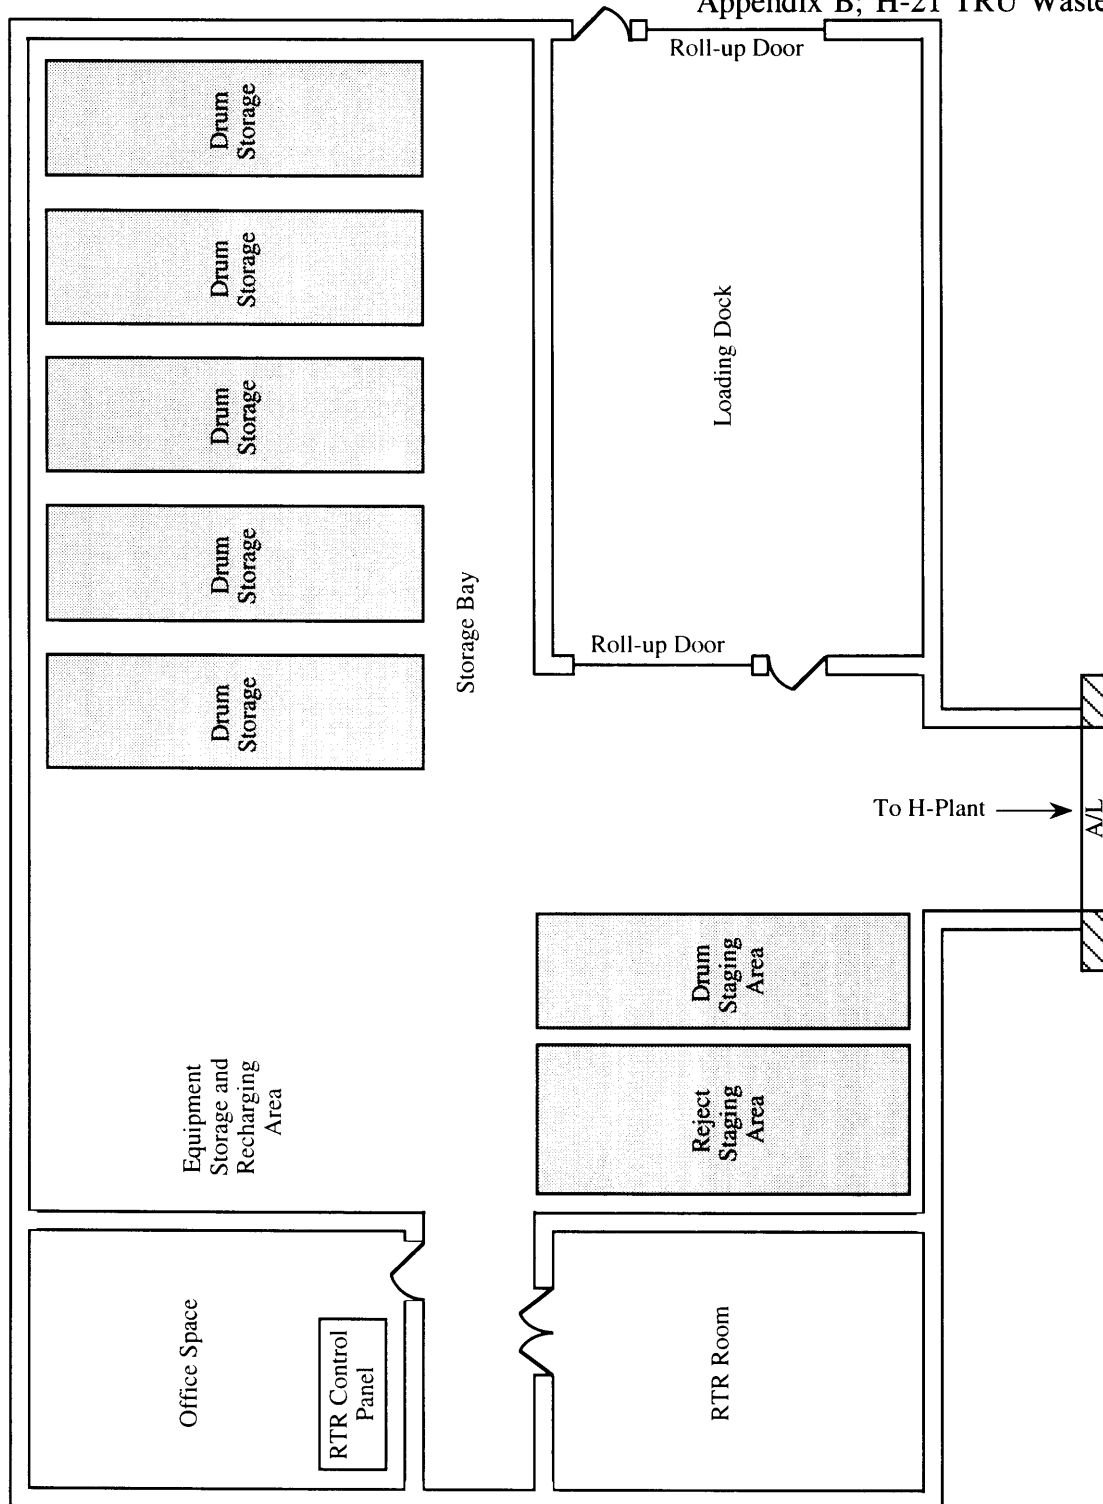 Appendix B; H-21 TRU Waste
Roll-up Door
Drum
Storage
Drum
Storage
Drum
Storage
Drum
Storage
Drum
Storage
Loading Dock
Storage Bay
Roll-up Door
To H-Plant
A/L
Drum
Staging
Area
Reject
Staging
Area
Equipment
Storage and
Recharging
Area
Office Space
RTR Control
Panel
RTR Room